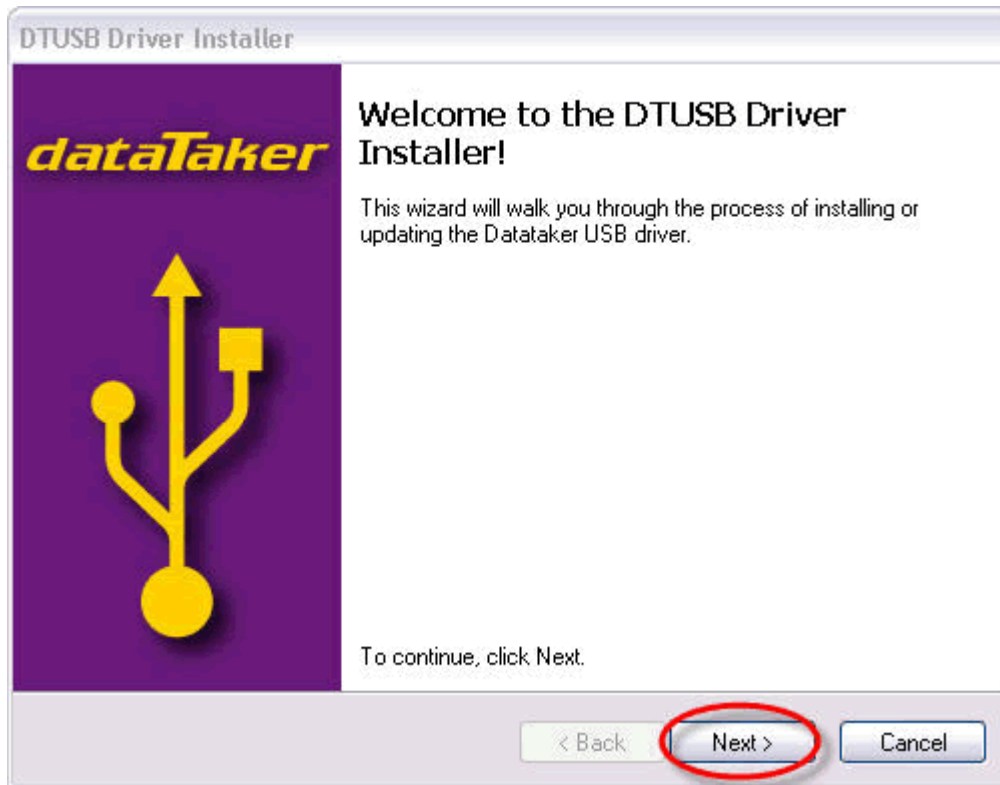 DTUSB Driver Installer
dataTaker
Welcome to the DTUSB Driver
Installer!
This wizard will walk you through the process of installing or
updating the Datataker USB driver.
To continue, click Next.
< Back
Next >
Cancel